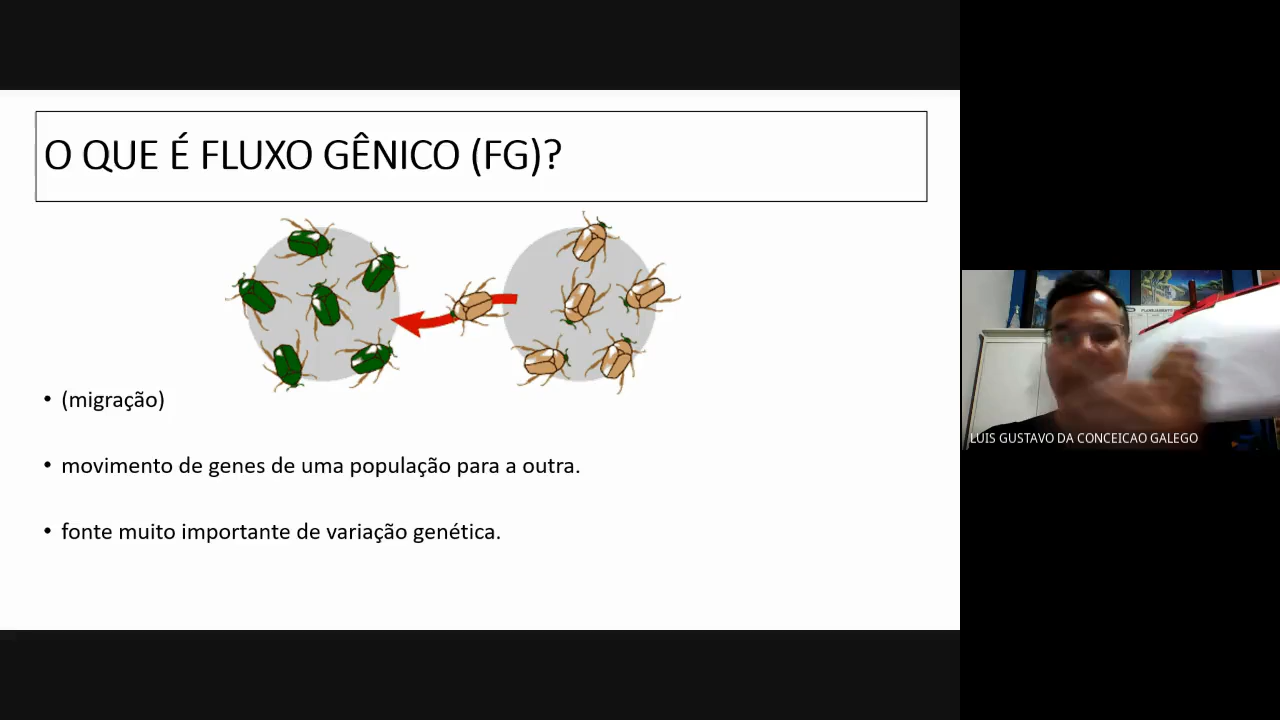 O QUE É FLUXO GÊNICO (FG)?
• (migração)
• movimento de genes de uma população para a outra.
• fonte muito importante de variação genética.
LUIS GUSTAVO DA CONCEICAO GALEGO